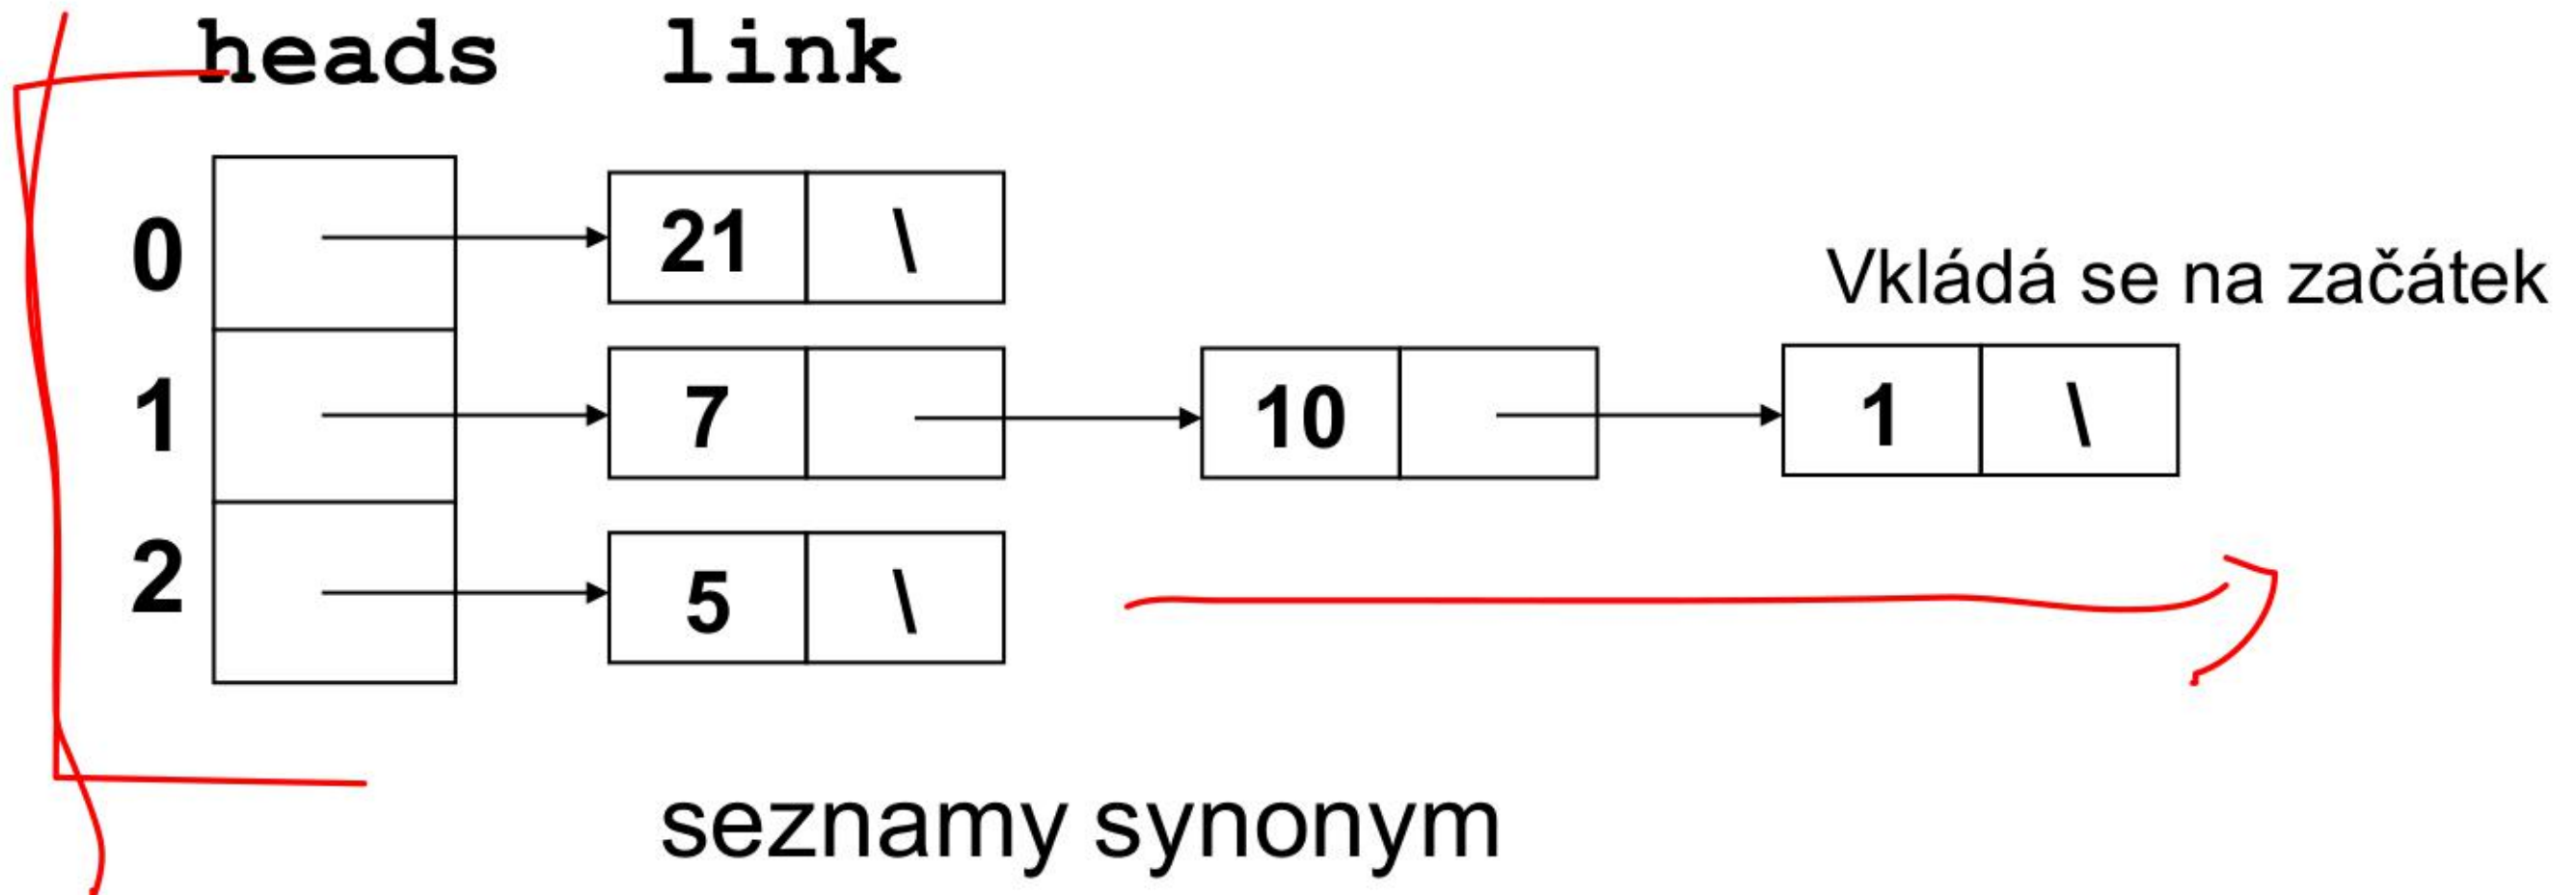 heads link
0 21 \
Vkládá se na začátek
1 7 10 1 \
2 5 \
seznamy synonym